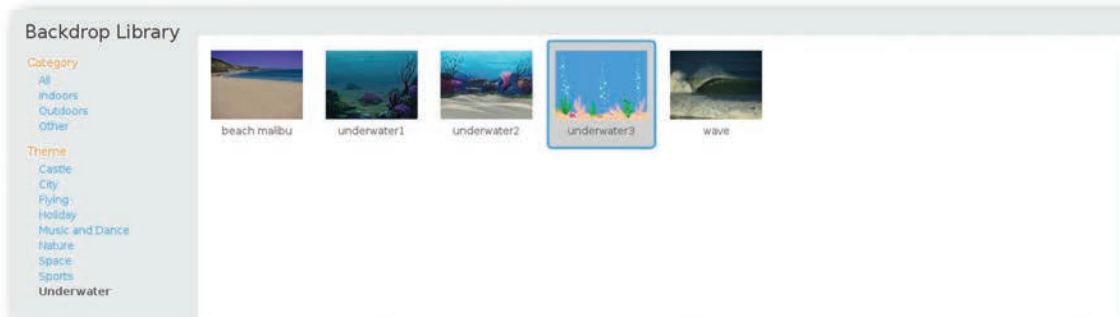 Backdrop Library
Category
All
Indoors
Outdoors
Other
Theme
Castle
City
Flying
Holiday
Music and Dance
Nature
Space
Sports
Underwater
beach malibu
underwater1
underwater2
underwater3
wave